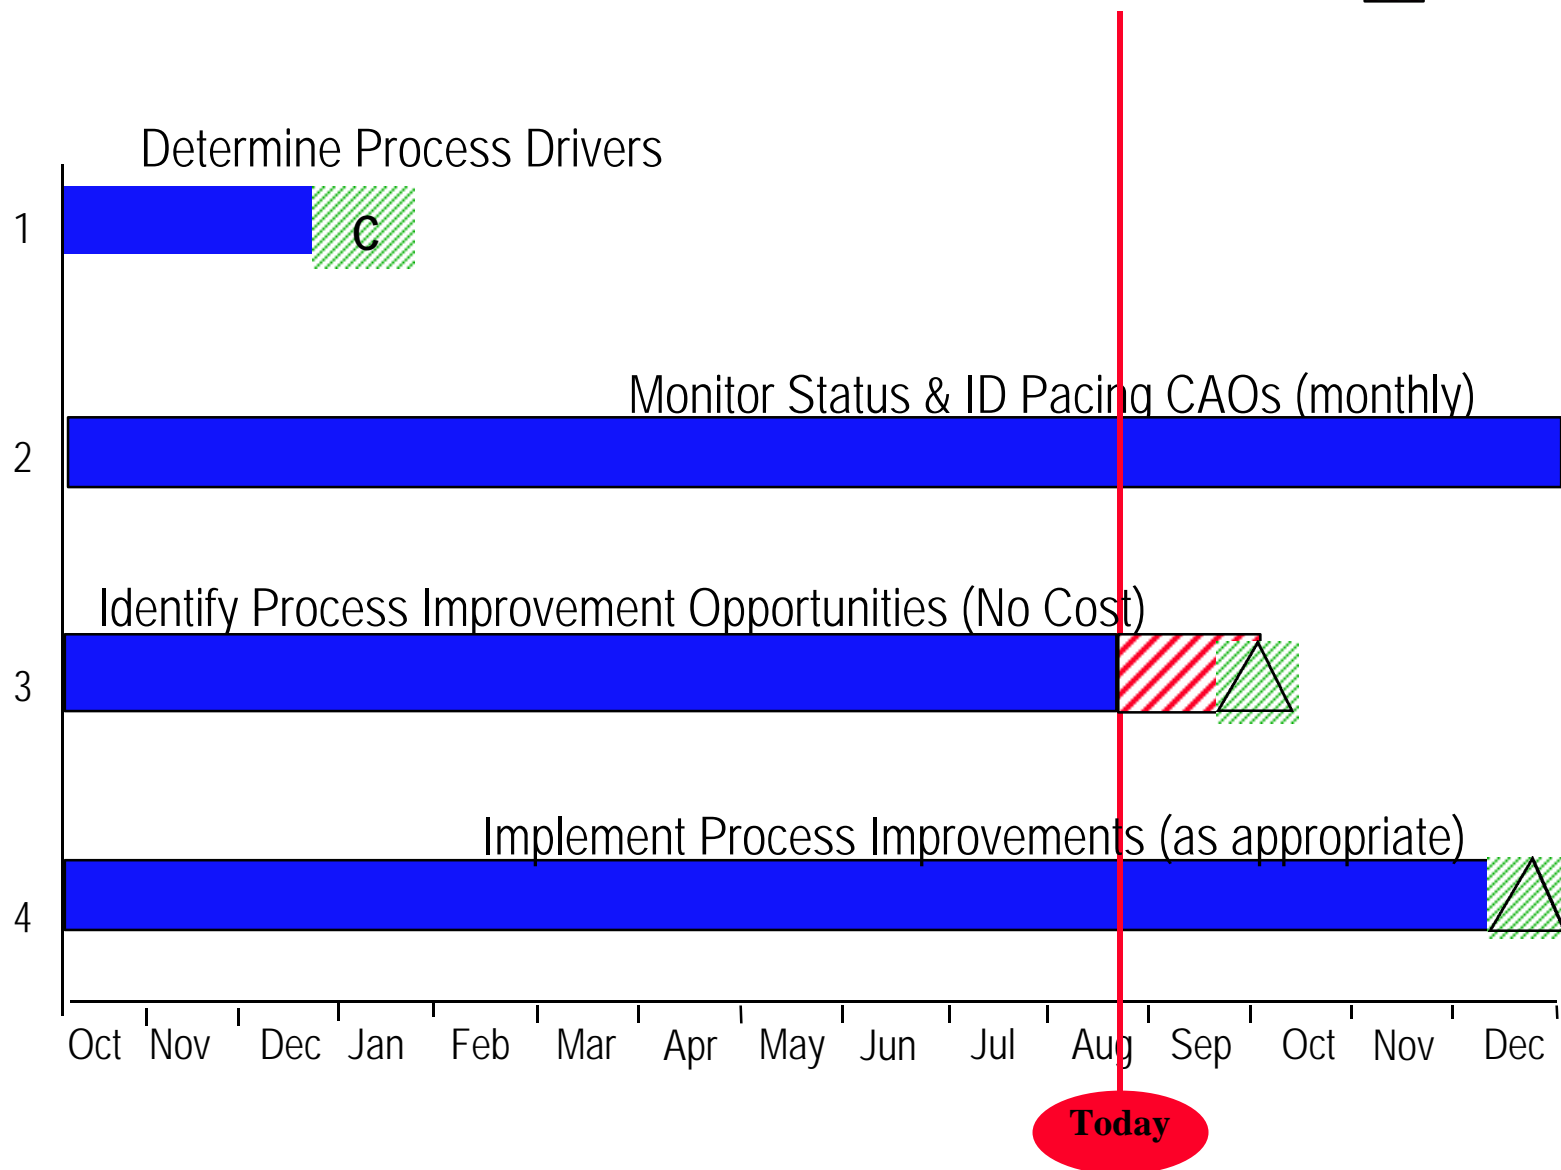 Determine Process Drivers
1
C
Monitor Status & ID Pacing CAOs (monthly)
2
Identify Process Improvement Opportunities (No Cost)
3
Implement Process Improvements (as appropriate)
4
Oct Nov Dec Jan Feb Mar Apr May Jun Jul Aug Sep Oct Nov Dec
Today